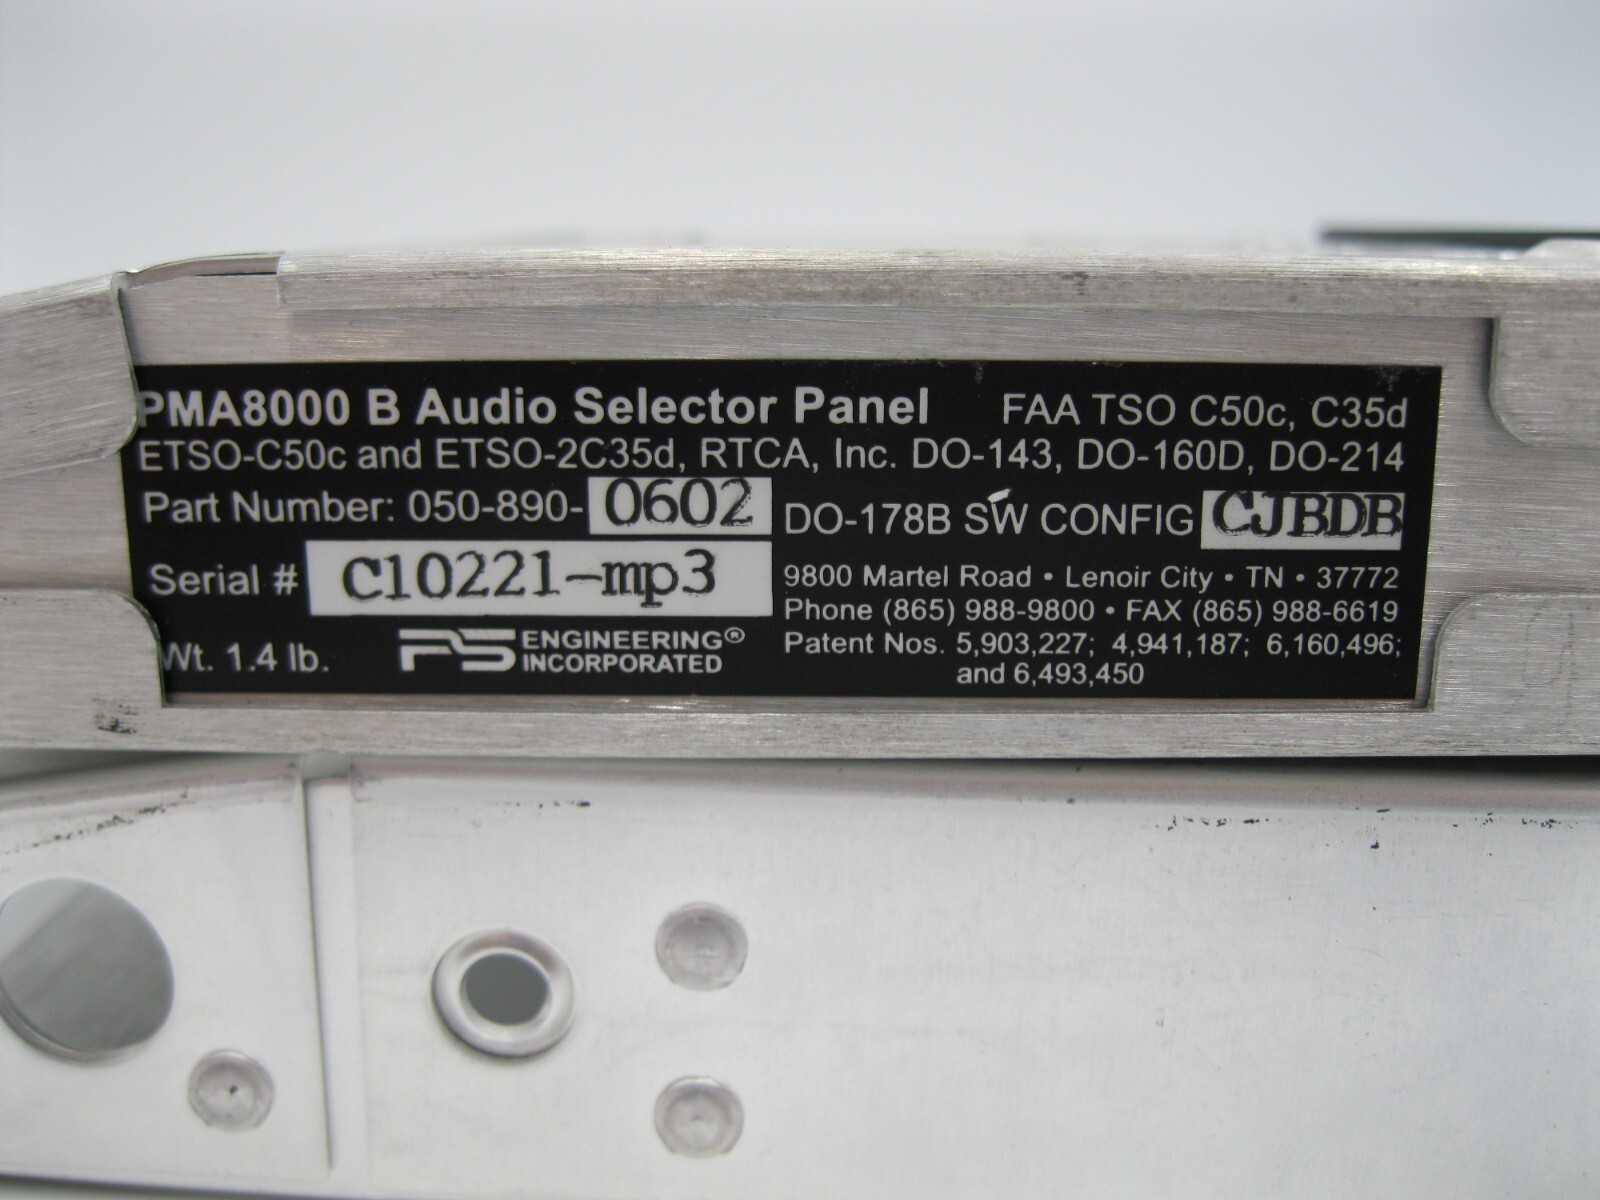 PMA8000 B Audio Selector Panel FAA TSO C50c, C35d
ETSO-C50c and ETSO-2C35d, RTCA, Inc. DO-143, DO-160D, DO-214
Part Number: 050-890-0602 DO-178B SW CONFIG CJBDB
Serial # C10221-mp3
9800 Martel Road • Lenoir City • TN • 37772
Phone (865) 988-9800 • FAX (865) 988-6619
Wt. 1.4 lb.
PS ENGINEERING®
INCORPORATED
Patent Nos. 5,903,227; 4,941,187; 6,160,496;
and 6,493,450